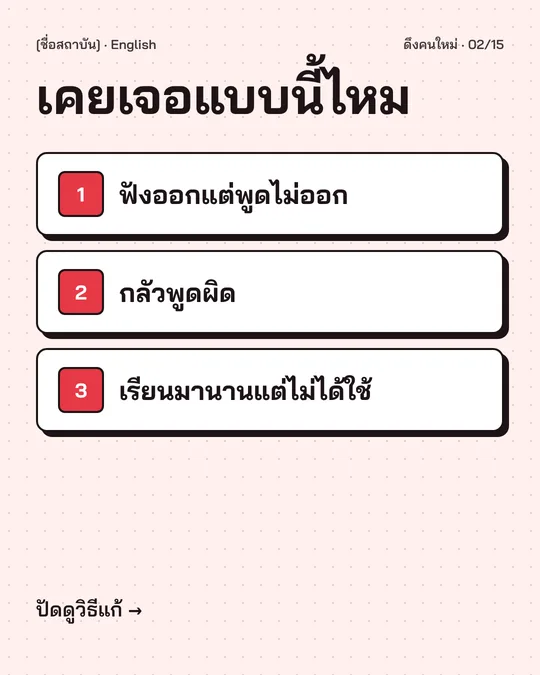 [ชื่อสถาบัน] · English
ดึงคนใหม่ · 02/15
เคยเจอแบบนี้ไหม
1 ฟังออกแต่พูดไม่ออก
2 กลัวพูดผิด
3 เรียนมานานแต่ไม่ได้ใช้
ปัดดูวิธีแก้ →